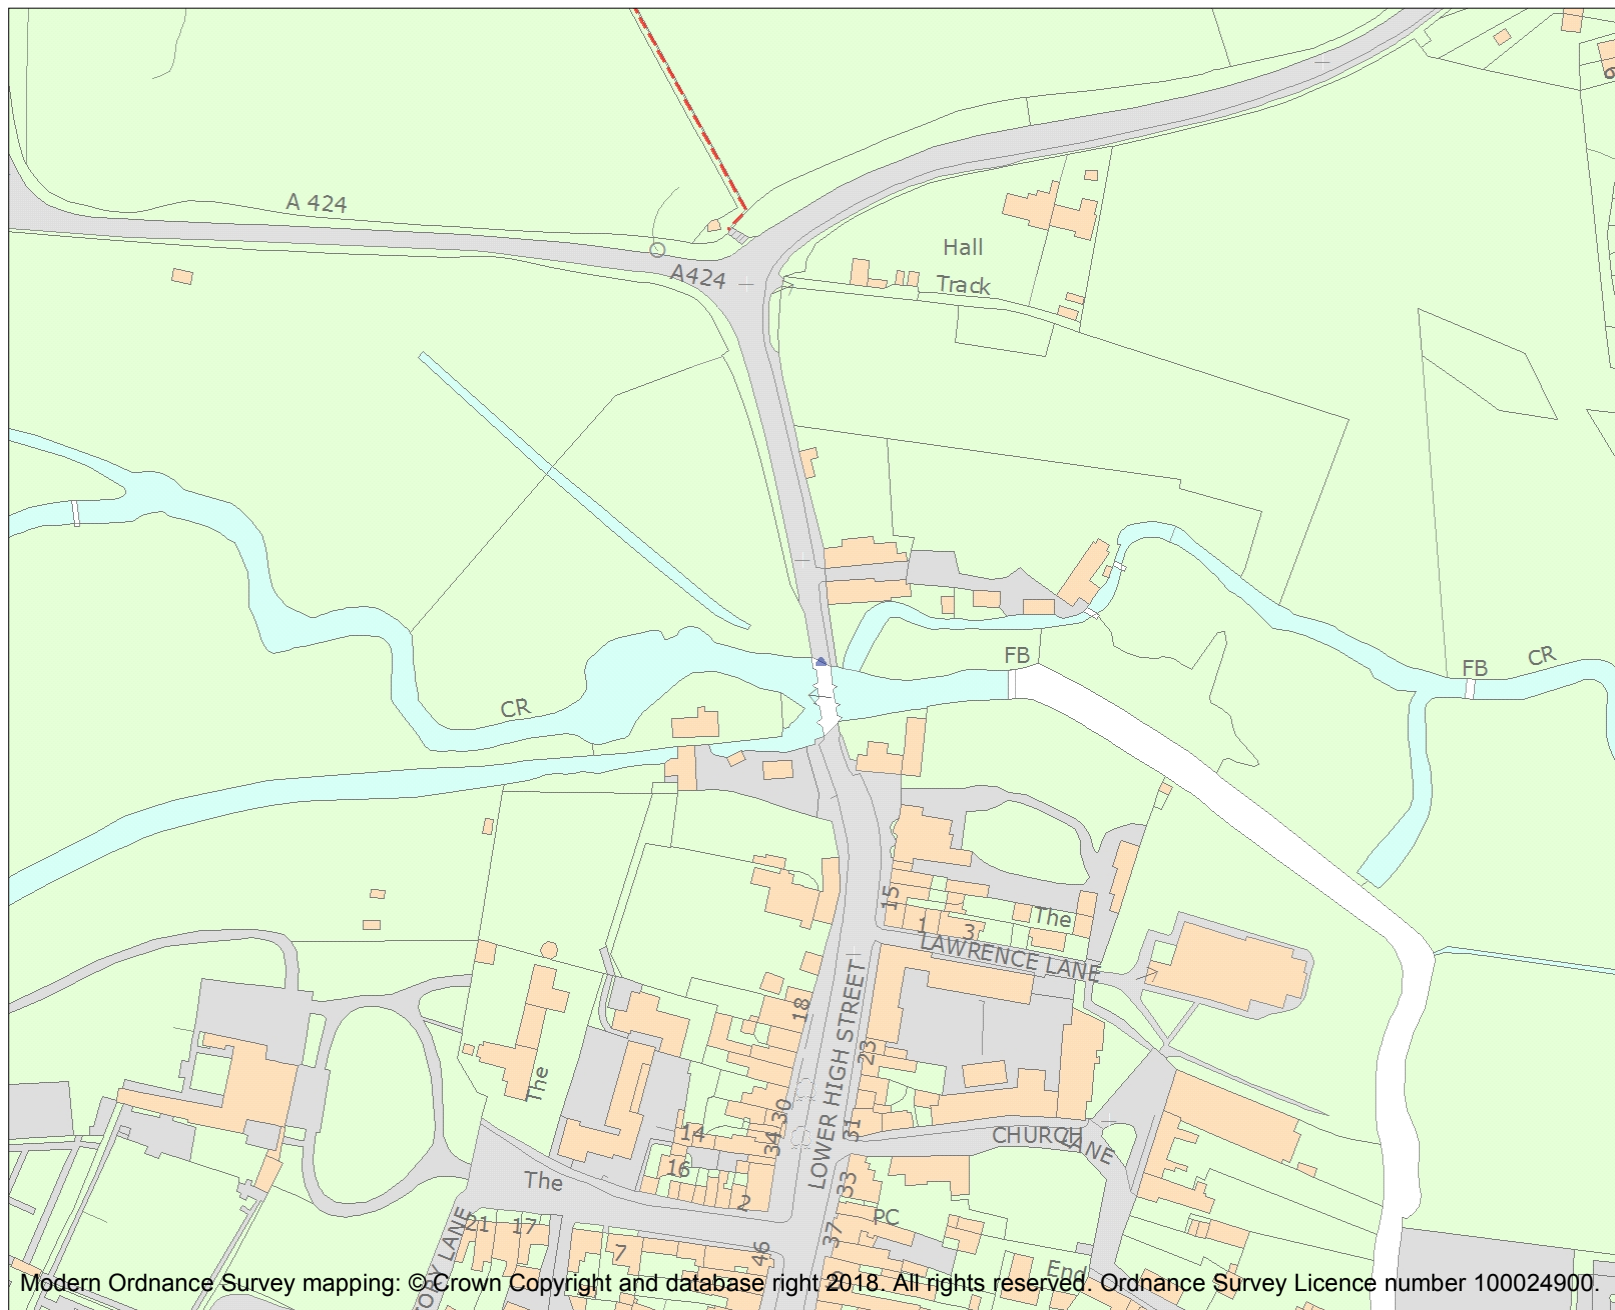 A 424
A424
Hall
Track
FB
FB
CR
CR
15
1
3
The
LAWRENCE LANE
18
LOWER HIGH STREET
23
The
30
31
14
34
CHURCH
LANE
16
The
33
2
PC
21
17
37
7
46
End
Modern Ordnance Survey mapping: © Crown Copyright and database right 2018. All rights reserved. Ordnance Survey Licence number 100024900.